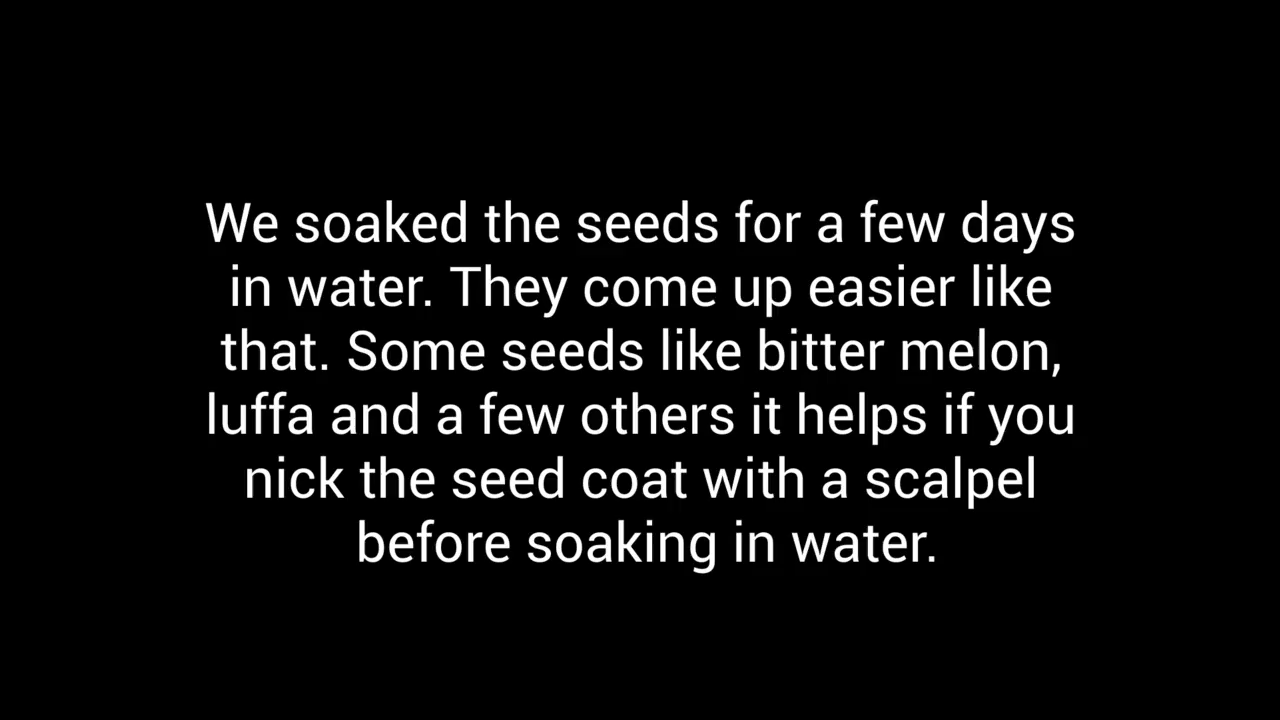 We soaked the seeds for a few days
in water. They come up easier like
that. Some seeds like bitter melon,
luffa and a few others it helps if you
nick the seed coat with a scalpel
before soaking in water.